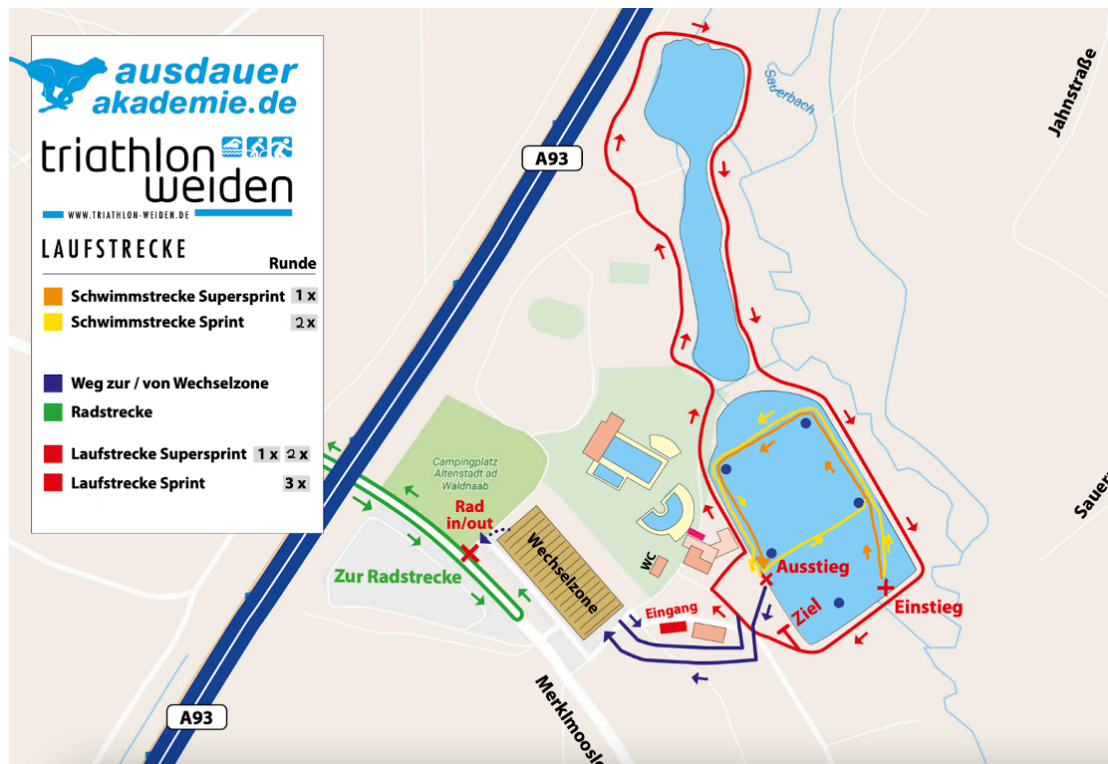 ausdauer
akademie.de
triathlon
weiden
WWW.TRIATHLON-WEIDEN.DE
LAUFSTRECKE
Runde
Schwimmstrecke Supersprint 1 x
Schwimmstrecke Sprint 2 x
Weg zur / von Wechselzone
Radstrecke
Laufstrecke Supersprint 1 x 2 x
Laufstrecke Sprint 3 x
A93
Sauerbach
Jahnstraße
Campingplatz
Altenstadt ad
Waldnaab
Rad
in/out
Wechselzone
Zur Radstrecke
WC
Eingang
Ausstieg
Ziel
Einstieg
Sauer
Merklmooslo
A93